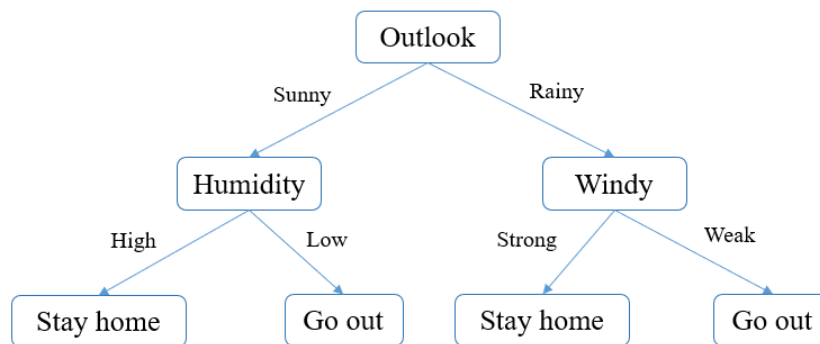 Outlook
Sunny
Rainy
Humidity
Windy
High
Low
Strong
Weak
Stay home
Go out
Stay home
Go out